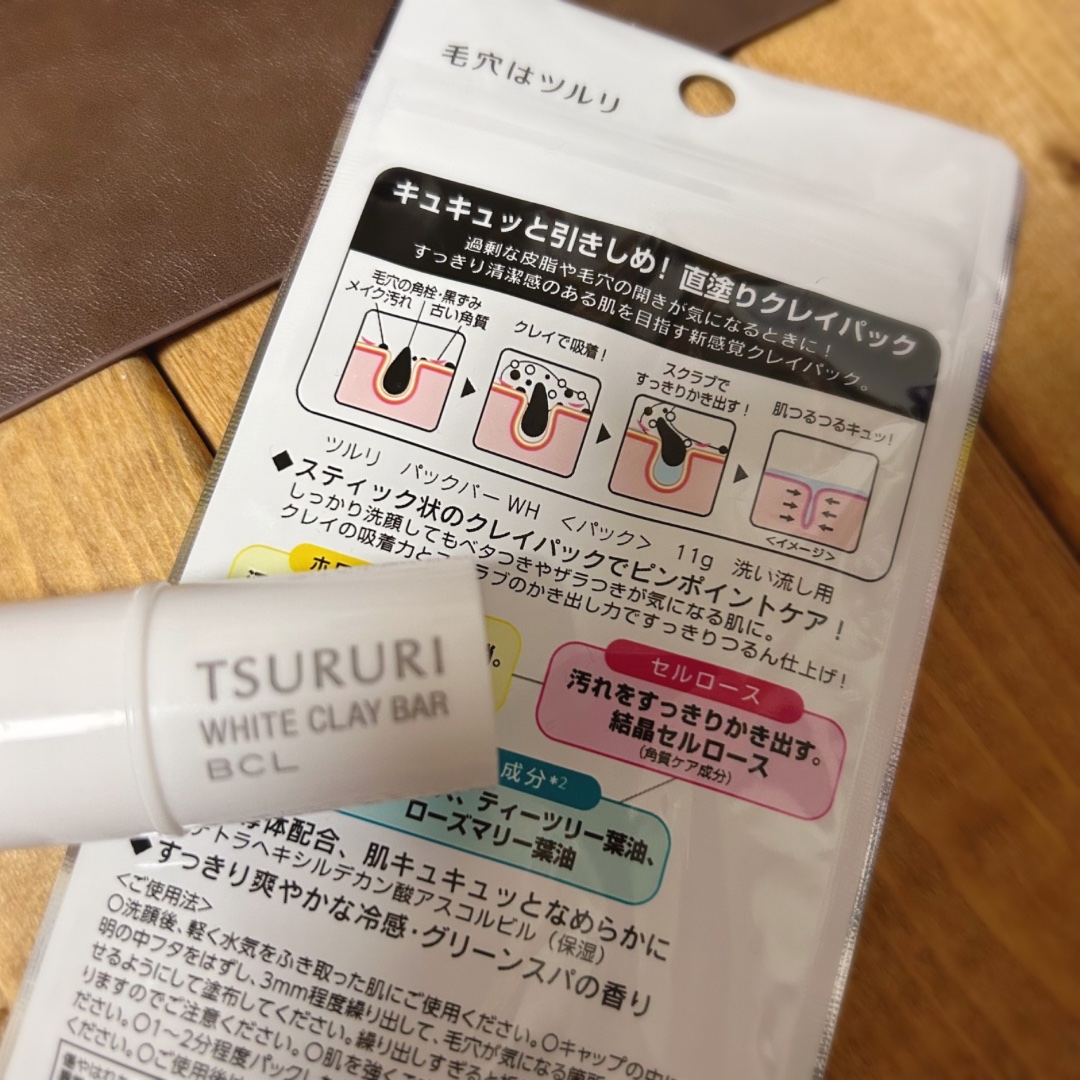 毛穴はツルリ
キュキュッと引きしめ！直塗りクレイパック
過剰な皮脂や毛穴の開きが気になるときに！
すっきり清潔感のある肌を目指す新感覚クレイパック。
毛穴の角栓・黒ずみ
メイク汚れ
古い角質
クレイで吸着！
スクラブで
すっきりかき出す！
肌つるつるキュッ！
＜イメージ＞
ツルリ パックバー WH ＜パック＞ 11g 洗い流し用
◆スティック状のクレイパックでピンポイントケア！
しっかり洗顔してもベタつきやザラつきが気になる肌に。
クレイの吸着力と
ラブのかき出し力ですっきりつるん仕上げ！
セルロース
汚れをすっきりかき出す。
結晶セルロース
(角質ケア成分)
成分*2
ティーツリー葉油、
ローズマリー葉油
TSURURI
WHITE CLAY BAR
BCL
体配合、肌キュキュッとなめらかに
テトラヘキシルデカン酸アスコルビル（保湿）
◆すっきり爽やかな冷感・グリーンスパの香り
＜ご使用法＞
○洗顔後、軽く水気をふき取った肌にご使用ください。○キャップの中に
明の中フタをはずし、3mm程度繰り出して、毛穴が気になる箇所
せるようにして塗布してください。繰り出しすぎると
りますのでご注意ください。○肌を強く
ださい。○1～2分程度パックし
ください。○ご使用後は